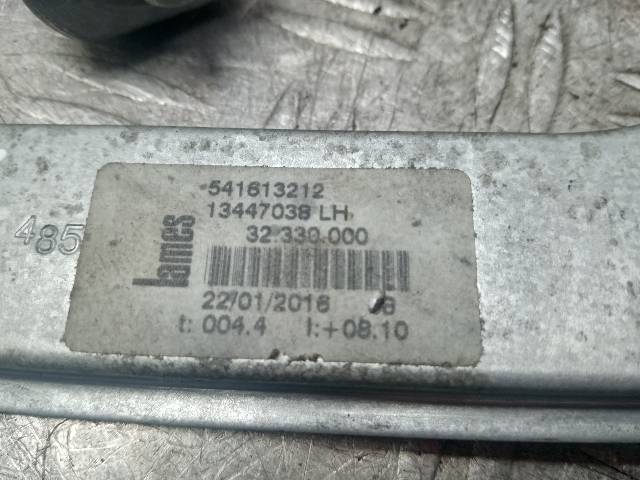 541613212
13447038 LH
32.330.000
Lames
22/01/2016
t: 004.4 I:+08.10
485